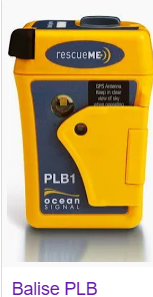 rescueME
GPS Antenna
Keep in clear
view of sky
PLB1
ocean
SIGNAL
Balise PLB